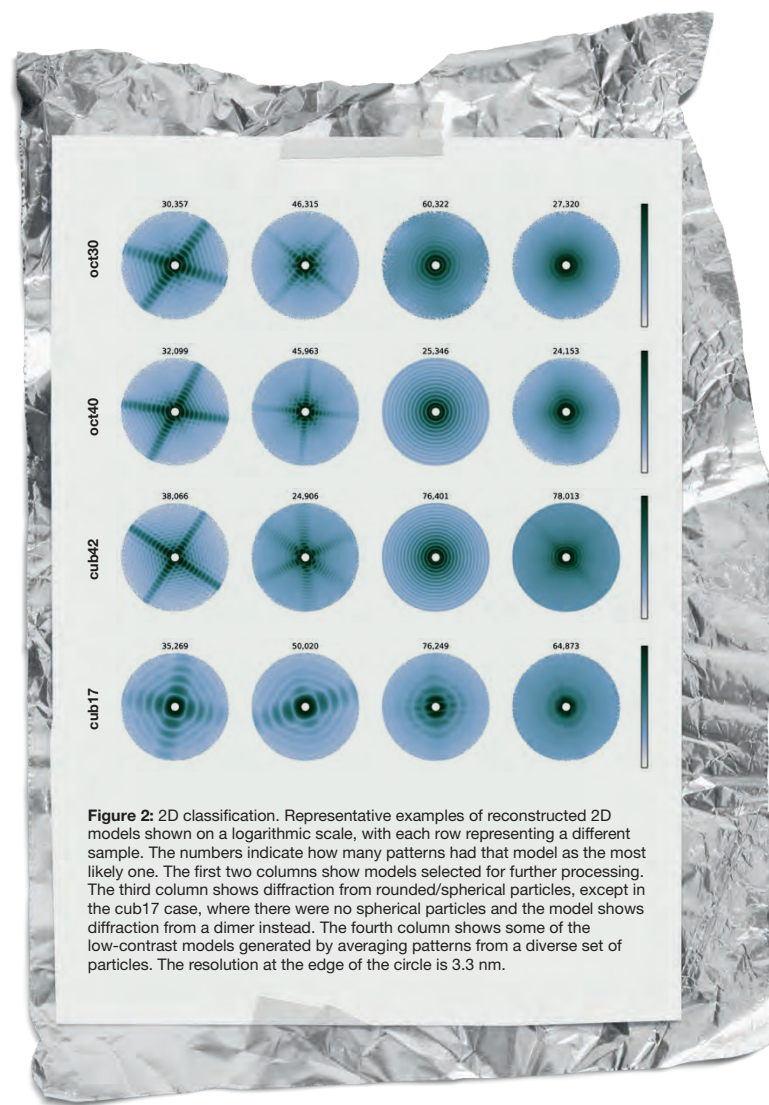 30,357 46,315 60,322 27,320
oct30
32,099 45,963 25,346 24,153
oct40
38,066 24,906 76,401 78,013
cub42
35,269 50,020 76,249 64,873
cub17
Figure 2: 2D classification. Representative examples of reconstructed 2D
models shown on a logarithmic scale, with each row representing a different
sample. The numbers indicate how many patterns had that model as the most
likely one. The first two columns show models selected for further processing.
The third column shows diffraction from rounded/spherical particles, except in
the cub17 case, where there were no spherical particles and the model shows
diffraction from a dimer instead. The fourth column shows some of the
low-contrast models generated by averaging patterns from a diverse set of
particles. The resolution at the edge of the circle is 3.3 nm.